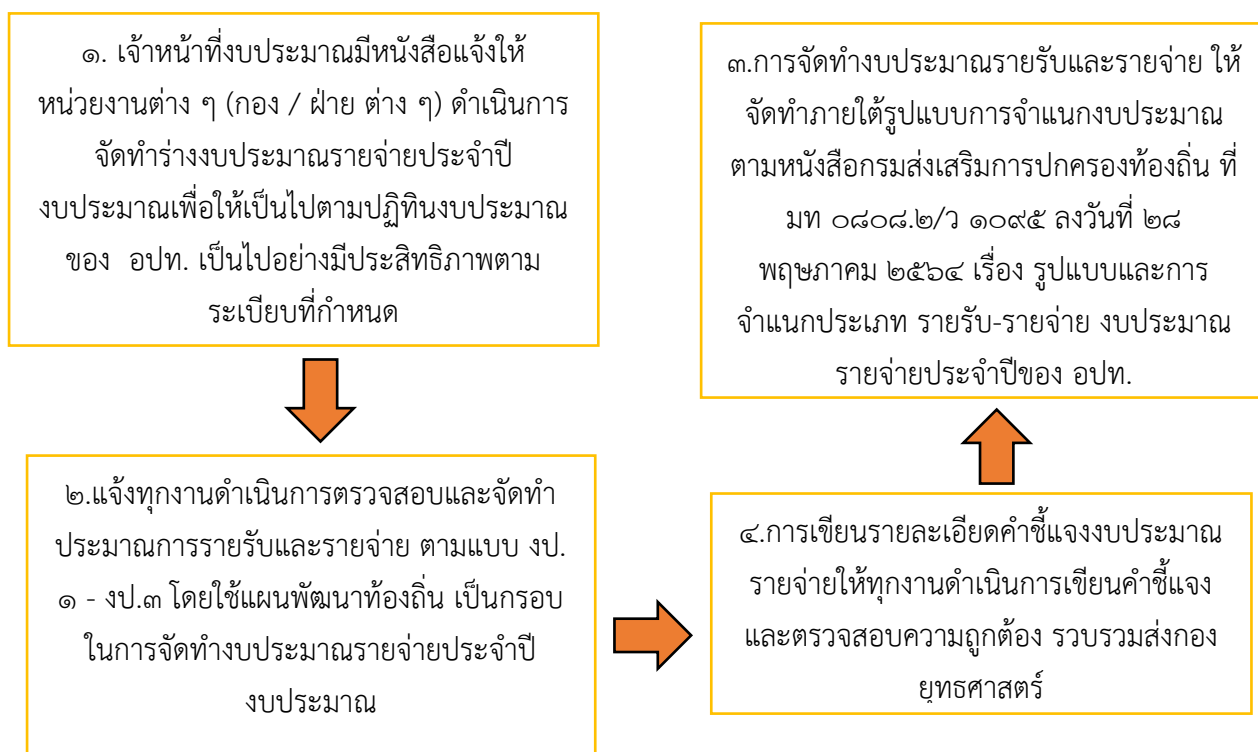 ๑. เจ้าหน้าที่งบประมาณมีหนังสือแจ้งให้
หน่วยงานต่าง ๆ (กอง / ฝ่าย ต่าง ๆ) ดำเนินการ
จัดทำร่างงบประมาณรายจ่ายประจำปี
งบประมาณเพื่อให้เป็นไปตามปฏิทินงบประมาณ
ของ อปท. เป็นไปอย่างมีประสิทธิภาพตาม
ระเบียบที่กำหนด
๒.แจ้งทุกงานดำเนินการตรวจสอบและจัดทำ
ประมาณการรายรับและรายจ่าย ตามแบบ งป.
๑ - งป.๓ โดยใช้แผนพัฒนาท้องถิ่น เป็นกรอบ
ในการจัดทำงบประมาณรายจ่ายประจำปี
งบประมาณ
๓.การจัดทำงบประมาณรายรับและรายจ่าย ให้
จัดทำภายใต้รูปแบบการจำแนกงบประมาณ
ตามหนังสือกรมส่งเสริมการปกครองท้องถิ่น ที่
มท ๐๘๐๘.๒/ว ๑๐๙๕ ลงวันที่ ๒๘
พฤษภาคม ๒๕๖๔ เรื่อง รูปแบบและการ
จำแนกประเภท รายรับ-รายจ่าย งบประมาณ
รายจ่ายประจำปีของ อปท.
๔.การเขียนรายละเอียดคำชี้แจงงบประมาณ
รายจ่ายให้ทุกงานดำเนินการเขียนคำชี้แจง
และตรวจสอบความถูกต้อง รวบรวมส่งกอง
ยุทธศาสตร์